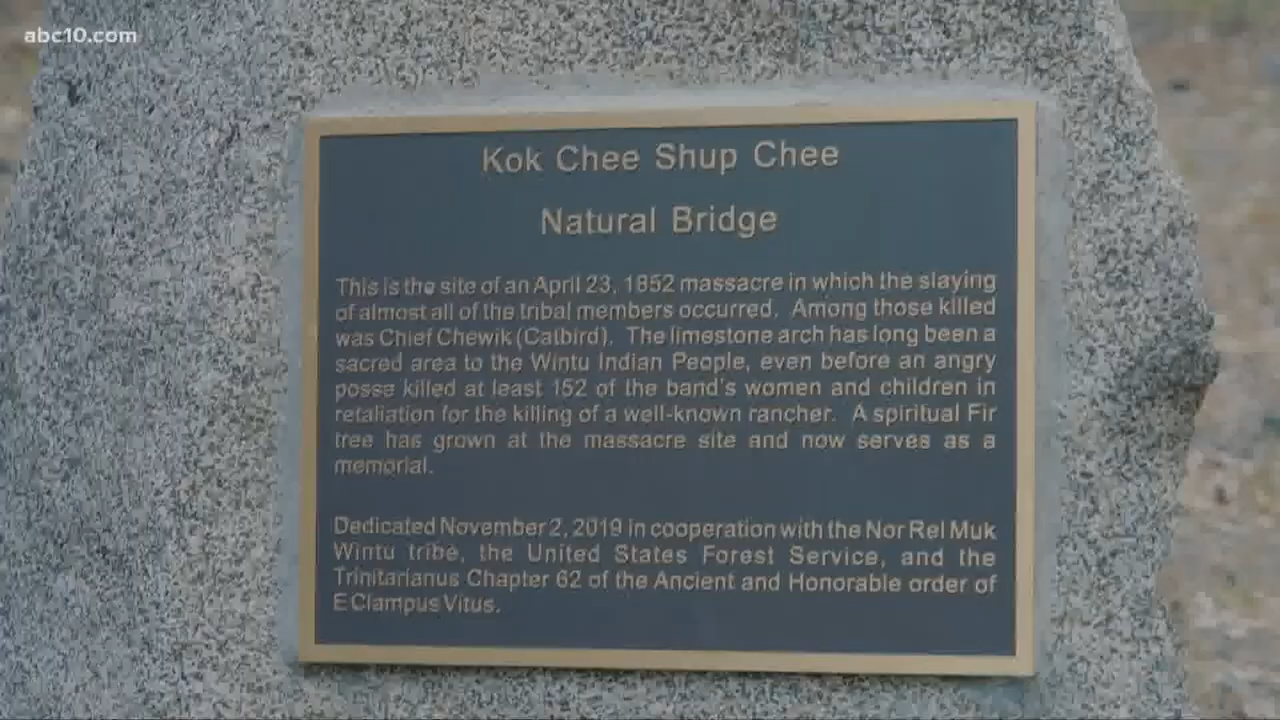 abc10.com
Kok Chee Shup Chee
Natural Bridge
This is the site of an April 23, 1852 massacre in which the slaying
of almost all of the tribal members occurred. Among those killed
was Chief Chewik (Catbird). The limestone arch has long been a
sacred area to the Wintu Indian People, even before an angry
posse killed at least 152 of the band's women and children in
retaliation for the killing of a well-known rancher. A spiritual Fir
tree has grown at the massacre site and now serves as a
memorial.
Dedicated November 2, 2019 in cooperation with the Nor Rel Muk
Wintu tribe, the United States Forest Service, and the
Trinitarianus Chapter 62 of the Ancient and Honorable order of
E Clampus Vitus.